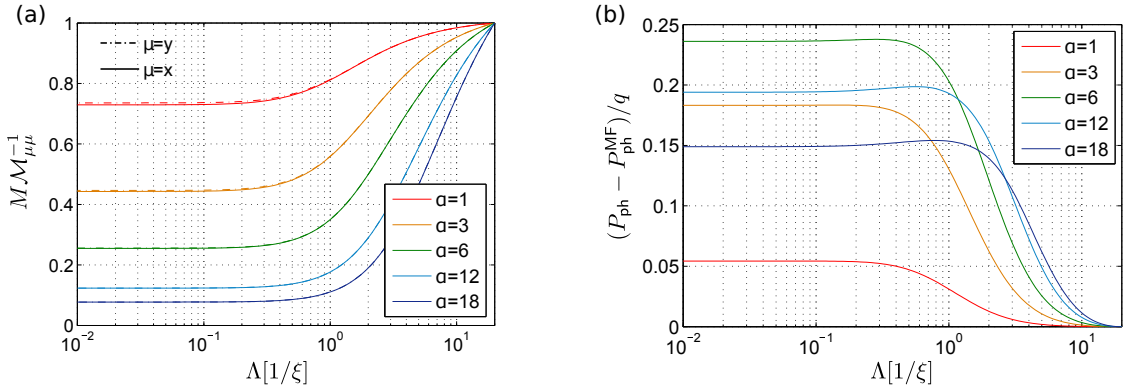 (a)
1
0.8
0.6
0.4
0.2
0
μ=y
μ=x
α=1
α=3
α=6
α=12
α=18
10⁻² 10⁻¹ 10⁰ 10¹
Λ[1/ξ]
Mℳ⁻¹μμ
(b)
0.25
0.20
0.15
0.10
0.05
0
α=1
α=3
α=6
α=12
α=18
10⁻² 10⁻¹ 10⁰ 10¹
Λ[1/ξ]
(Pph − PphMF)/q